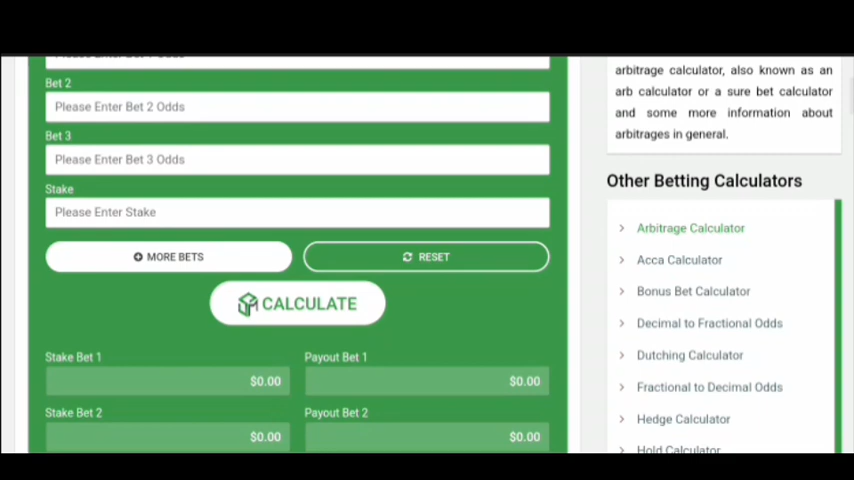 Bet 2
Please Enter Bet 2 Odds
Bet 3
Please Enter Bet 3 Odds
Stake
Please Enter Stake
MORE BETS
RESET
CALCULATE
Stake Bet 1
Payout Bet 1
$0.00
$0.00
Stake Bet 2
Payout Bet 2
$0.00
$0.00
arbitrage calculator, also known as an
arb calculator or a sure bet calculator
and some more information about
arbitrages in general.
Other Betting Calculators
Arbitrage Calculator
Acca Calculator
Bonus Bet Calculator
Decimal to Fractional Odds
Dutching Calculator
Fractional to Decimal Odds
Hedge Calculator
Hold Calculator